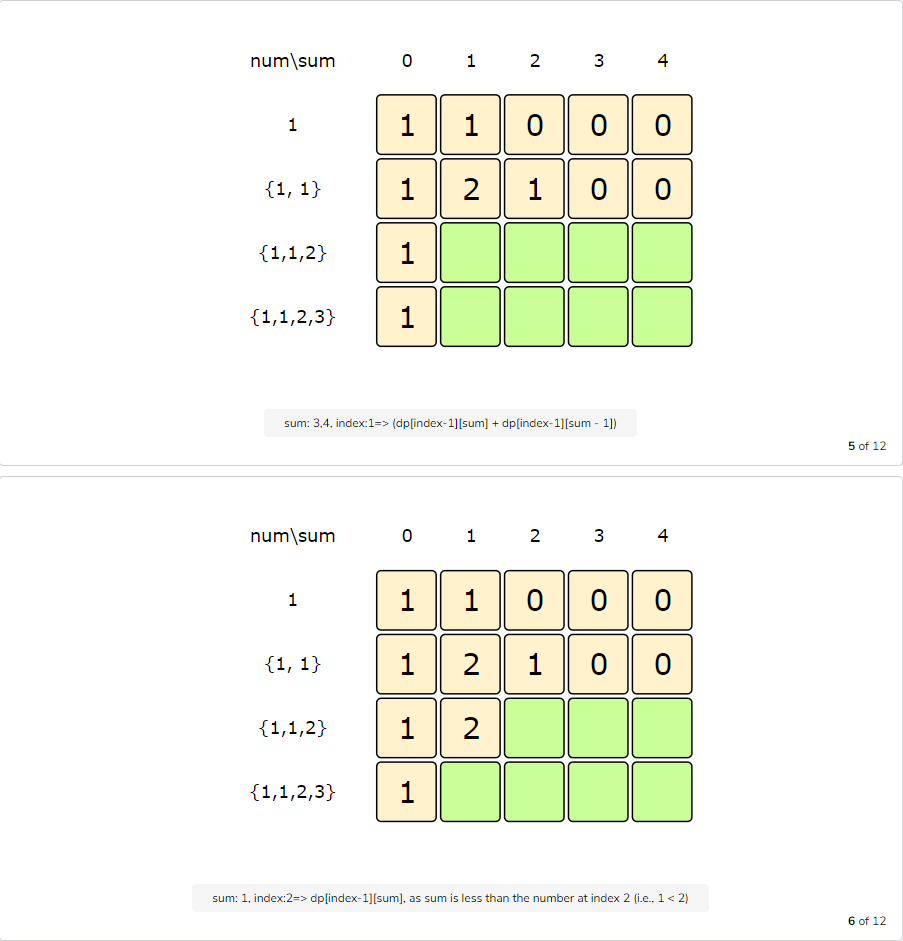 num\sum 0 1 2 3 4
1 1 1 0 0 0
{1, 1} 1 2 1 0 0
{1,1,2} 1
{1,1,2,3} 1
sum: 3,4, index:1=> (dp[index-1][sum] + dp[index-1][sum - 1])
5 of 12
num\sum 0 1 2 3 4
1 1 1 0 0 0
{1, 1} 1 2 1 0 0
{1,1,2} 1 2
{1,1,2,3} 1
sum: 1, index:2=> dp[index-1][sum], as sum is less than the number at index 2 (i.e., 1 < 2)
6 of 12